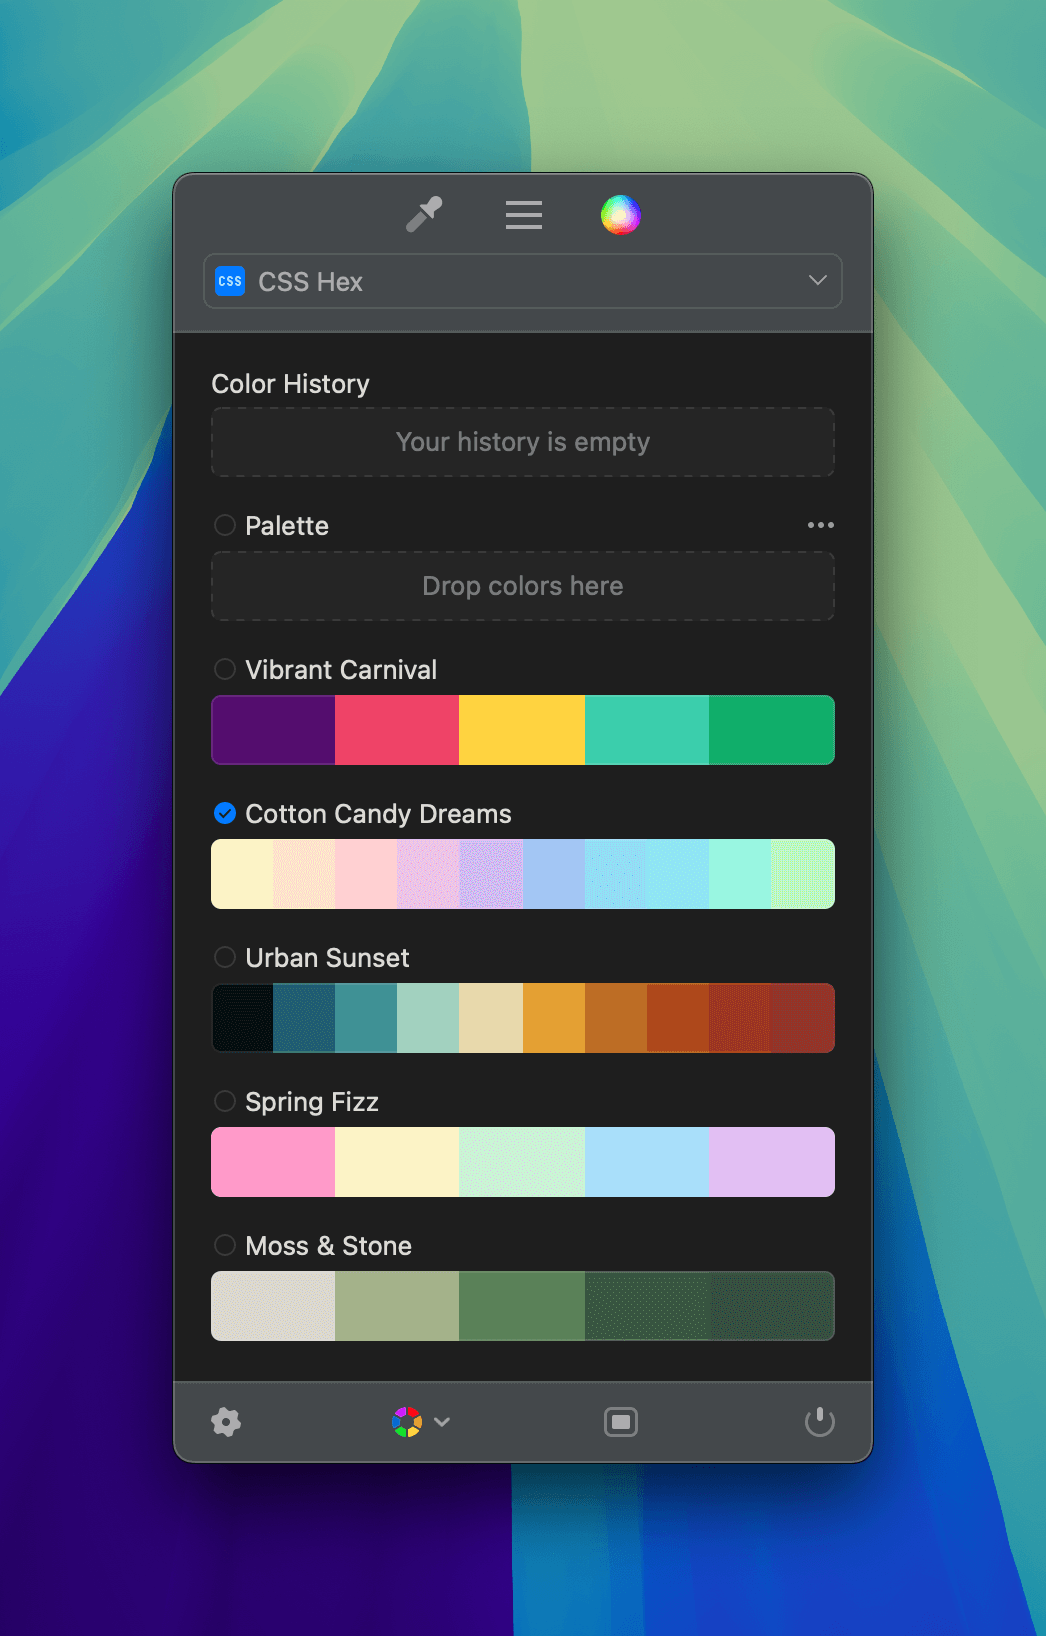 CSS CSS Hex
Color History
Your history is empty
Palette
Drop colors here
Vibrant Carnival
Cotton Candy Dreams
Urban Sunset
Spring Fizz
Moss & Stone